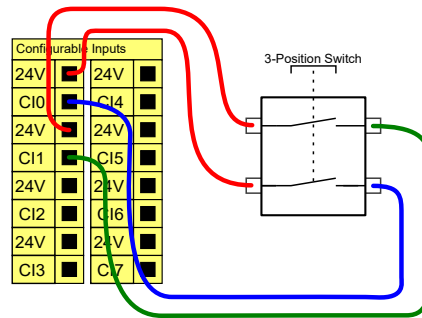 Configurable Inputs
3-Position Switch
24V 24V
CI0 CI4
24V 24V
CI1 CI5
24V 24V
CI2 CI6
24V 24V
CI3 CI7